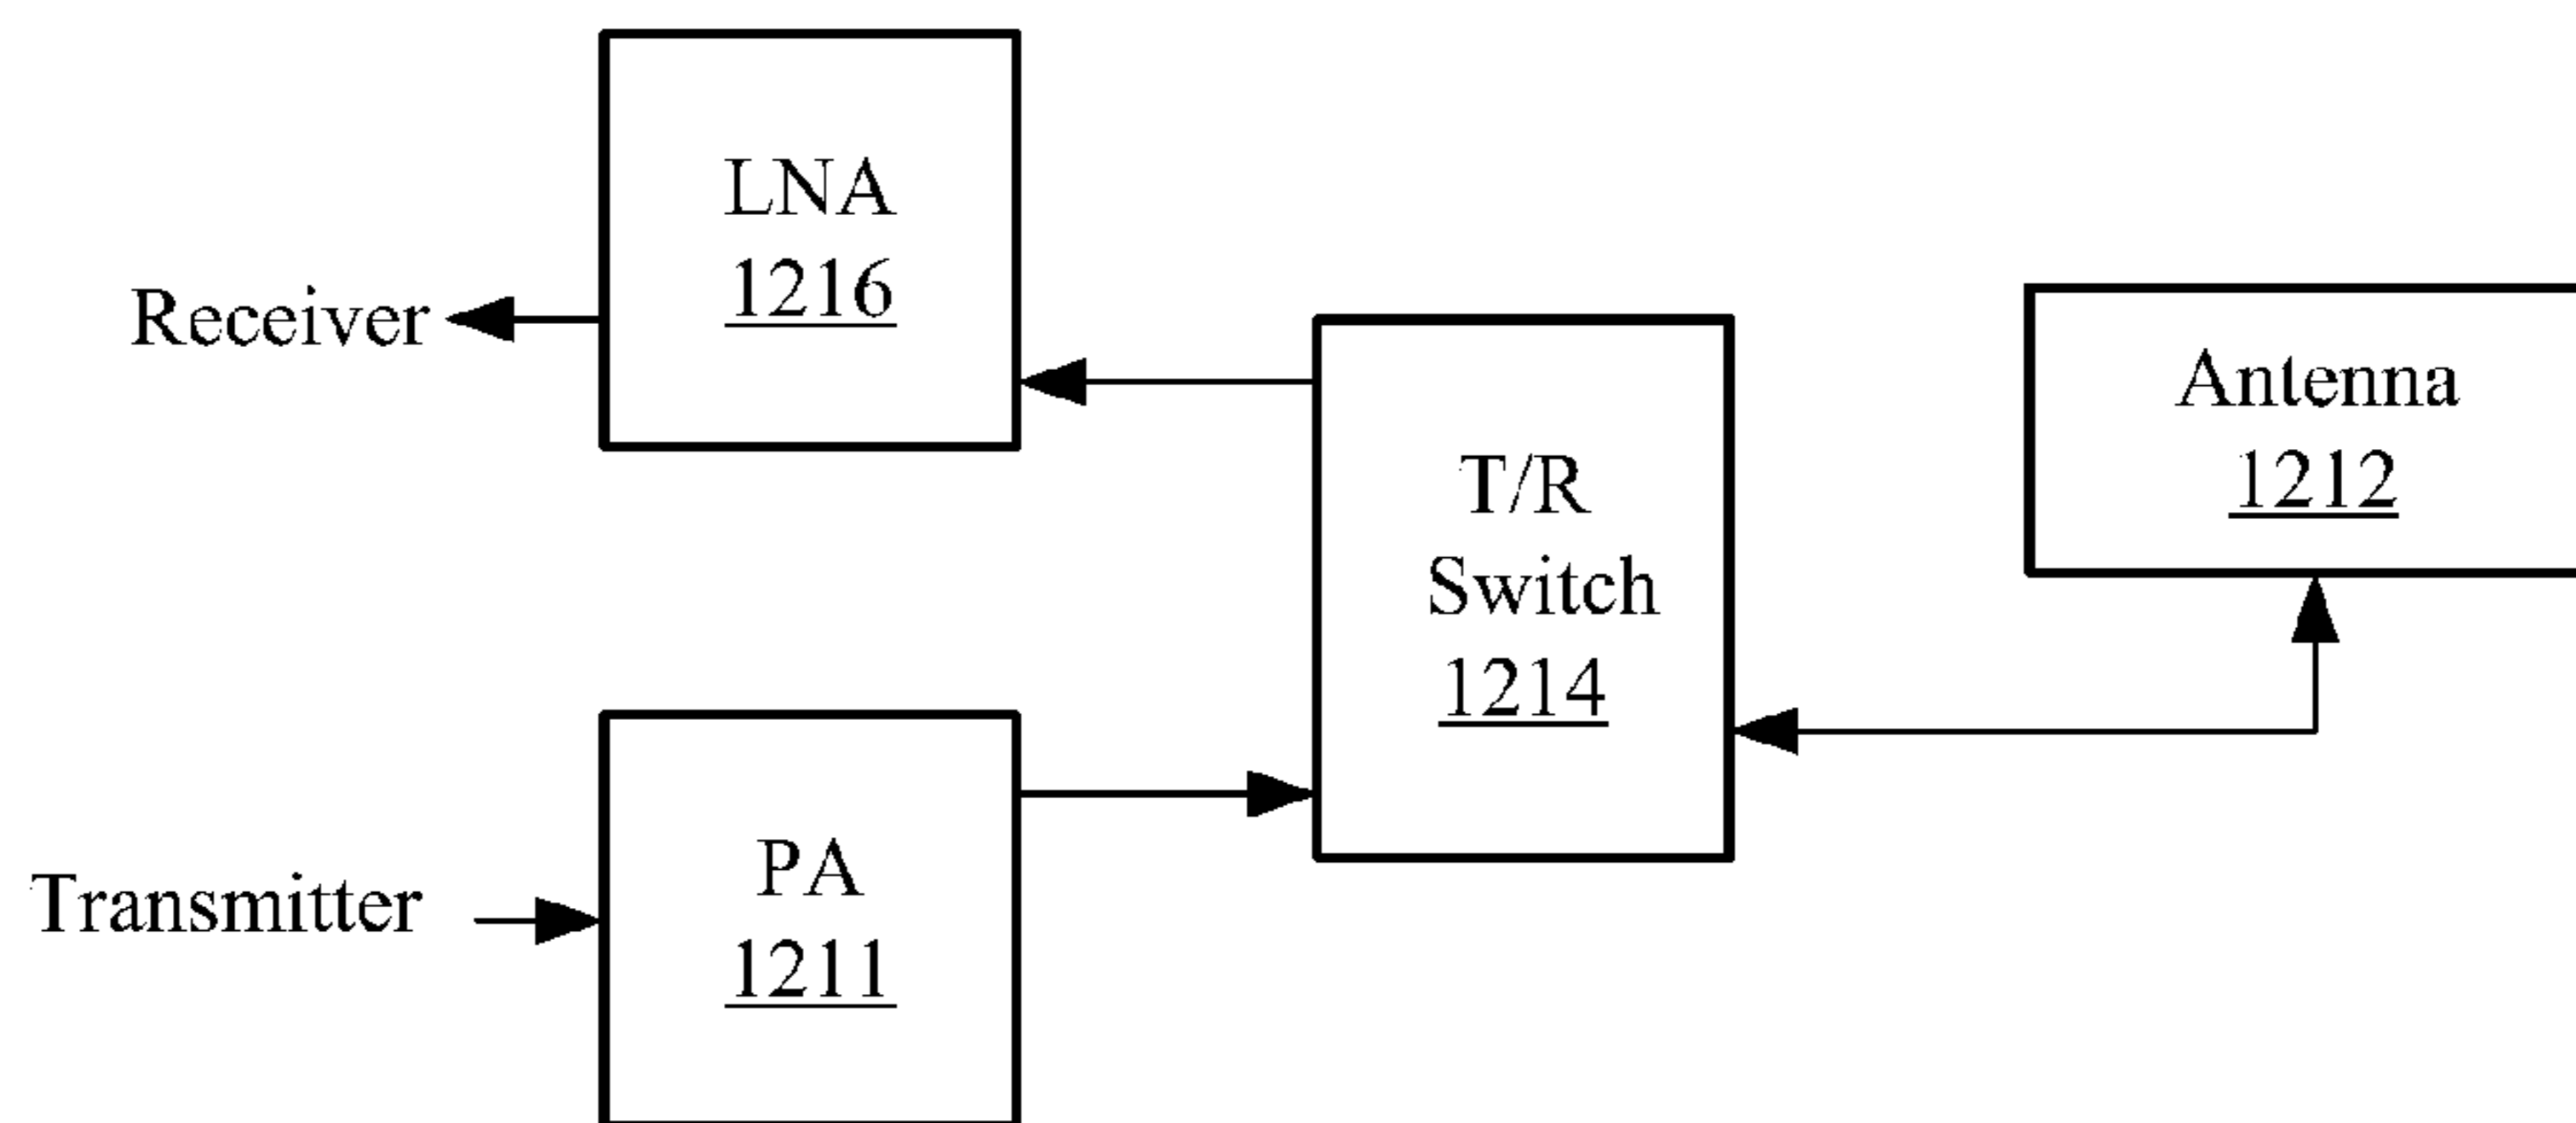 LNA
1216
Receiver
T/R
Switch
1214
Antenna
1212
PA
1211
Transmitter